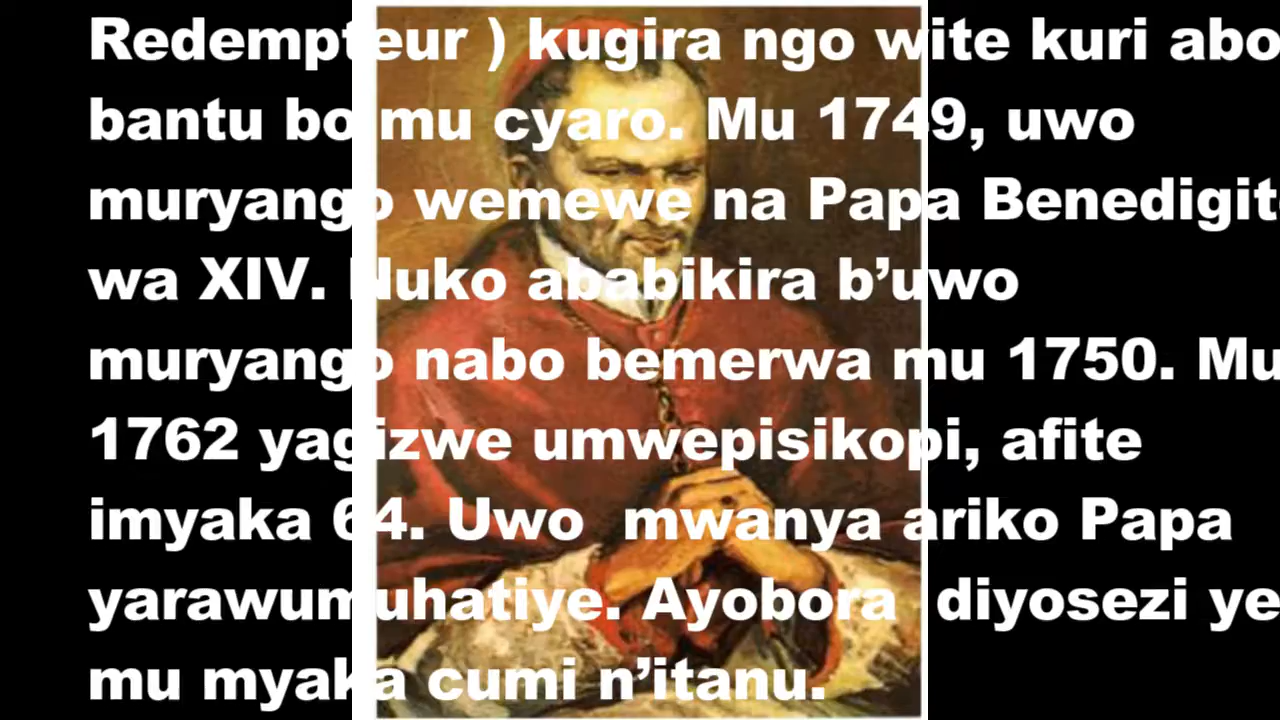 Redempteur ) kugira ngo wite kuri abo
bantu bo mu cyaro. Mu 1749, uwo
muryango wemewe na Papa
wa XIV. Nuko ababikira b’uwo
muryango nabo bemerwa mu 1750. Mu
1762 yagizwe umwepisikopi, afite
imyaka 64. Uwo mwanya ariko Papa
yarawumuhatiye. Ayobora diyosezi ye
mu myaka cumi n’itanu.